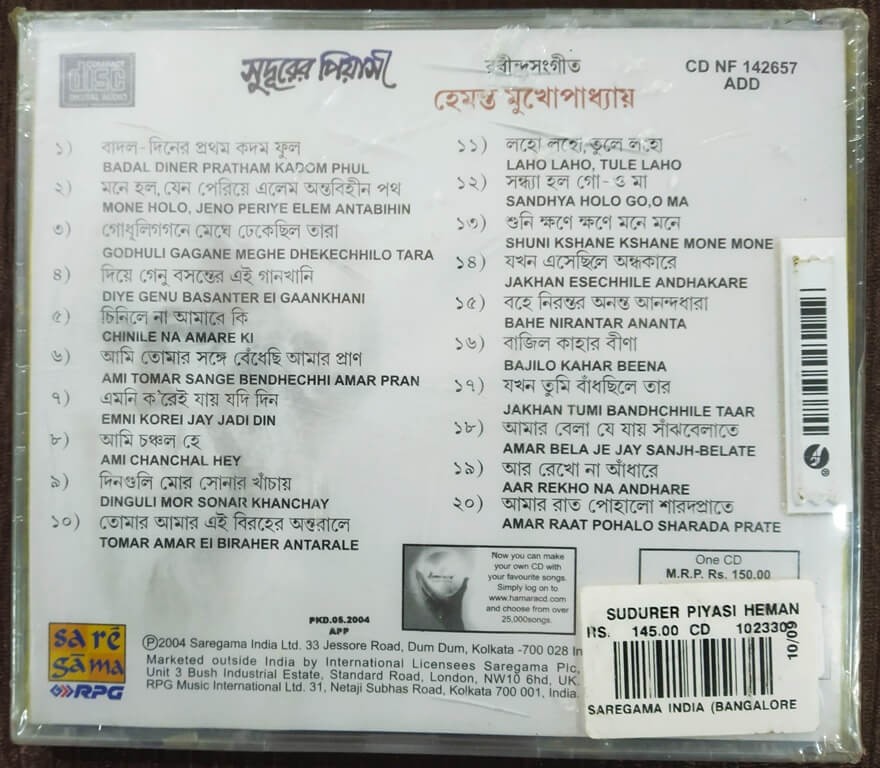 COMPACT
disc
DIGITAL AUDIO
সুদূরের পিয়াসী
রবীন্দ্রসংগীত
হেমন্ত মুখোপাধ্যায়
CD NF 142657
ADD
১) বাদল-দিনের প্রথম কদম ফুল
BADAL DINER PRATHAM KADOM PHUL
২) মনে হল, যেন পেরিয়ে এলেম অন্তবিহীন পথ
MONE HOLO, JENO PERIYE ELEM ANTABIHIN
৩) গোধূলিগগনে মেঘে ঢেকেছিল তারা
GODHULI GAGANE MEGHE DHEKECHHILO TARA
৪) দিয়ে গেনু বসন্তের এই গানখানি
DIYE GENU BASANTER EI GAANKHANI
৫) চিনিলে না আমারে কি
CHINILE NA AMARE KI
৬) আমি তোমার সঙ্গে বেঁধেছি আমার প্রাণ
AMI TOMAR SANGE BENDHECHHI AMAR PRAN
৭) এমনি ক'রেই যায় যদি দিন
EMNI KOREI JAY JADI DIN
৮) আমি চঞ্চল হে
AMI CHANCHAL HEY
৯) দিনগুলি মোর সোনার খাঁচায়
DINGULI MOR SONAR KHANCHAY
১০) তোমার আমার এই বিরহের অন্তরালে
TOMAR AMAR EI BIRAHER ANTARALE
১১) লহো লহো, তুলে লহো
LAHO LAHO, TULE LAHO
১২) সন্ধ্যা হল গো-ও মা
SANDHYA HOLO GO,O MA
১৩) শুনি ক্ষণে ক্ষণে মনে মনে
SHUNI KSHANE KSHANE MONE MONE
১৪) যখন এসেছিলে অন্ধকারে
JAKHAN ESECHHILE ANDHAKARE
১৫) বহে নিরন্তর অনন্ত আনন্দধারা
BAHE NIRANTAR ANANTA
১৬) বাজিল কাহার বীণা
BAJILO KAHAR BEENA
১৭) যখন তুমি বাঁধছিলে তার
JAKHAN TUMI BANDHCHHILE TAAR
১৮) আমার বেলা যে যায় সাঁঝবেলাতে
AMAR BELA JE JAY SANJH-BELATE
১৯) আর রেখো না আঁধারে
AAR REKHO NA ANDHARE
২০) আমার রাত পোহালো শারদপ্রাতে
AMAR RAAT POHALO SHARADA PRATE
Now you can make
your own CD with
your favourite songs.
Simply log on to
www.hamaracd.com
and choose from over
25,000songs.
One CD
M.R.P. Rs. 150.00
PKD.05.2004
APP
sa rē
gāma
RPG
Ⓟ2004 Saregama India Ltd. 33 Jessore Road, Dum Dum, Kolkata -700 028 In
Marketed outside India by International Licensees Saregama Plc,
Unit 3 Bush Industrial Estate, Standard Road, London, NW10 6hd, UK.
RPG Music International Ltd. 31, Netaji Subhas Road, Kolkata 700 001, India.
SUDURER PIYASI HEMAN
RS. 145.00 CD 1023309
10/09
SAREGAMA INDIA (BANGALORE